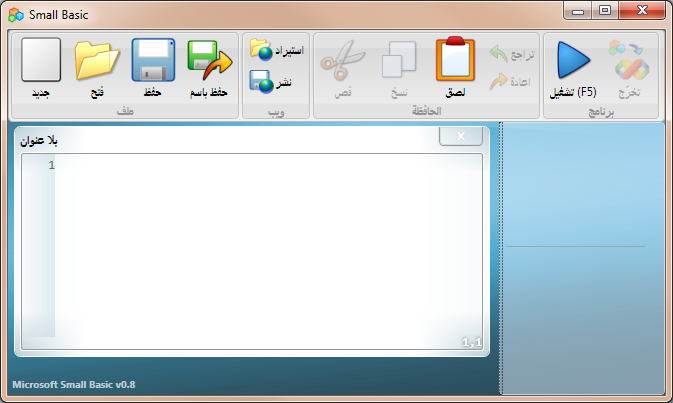 Small Basic
جديد
فتح
حفظ
حفظ باسم
ملف
استيراد
نشر
ويب
قص
نسخ
لصق
تراجع
اعادة
الحافظة
تشغيل (F5)
تخرّج
برنامج
بلا عنوان
1
1,1
Microsoft Small Basic v0.8